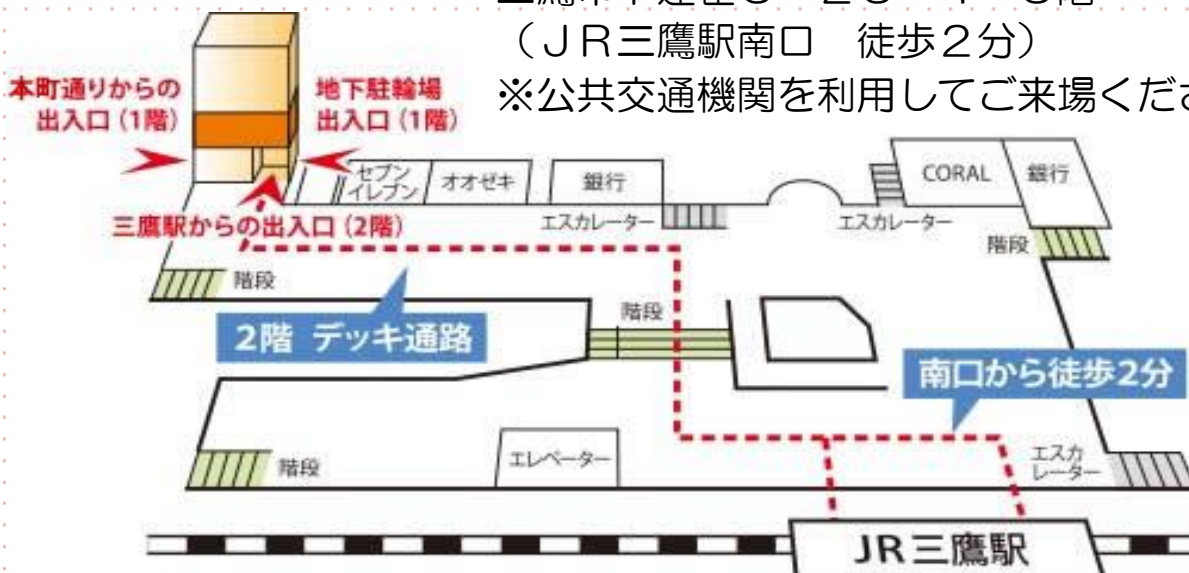 （ＪＲ三鷹駅南口　徒歩２分）
※公共交通機関を利用してご来場くださ
本町通りからの
出入口（1階）
地下駐輪場
出入口（1階）
セブン
イレブン
オオゼキ
銀行
CORAL
銀行
三鷹駅からの出入口（2階）
エスカレーター
エスカレーター
階段
階段
階段
2階 デッキ通路
南口から徒歩2分
階段
エレベーター
エスカ
レーター
JR三鷹駅